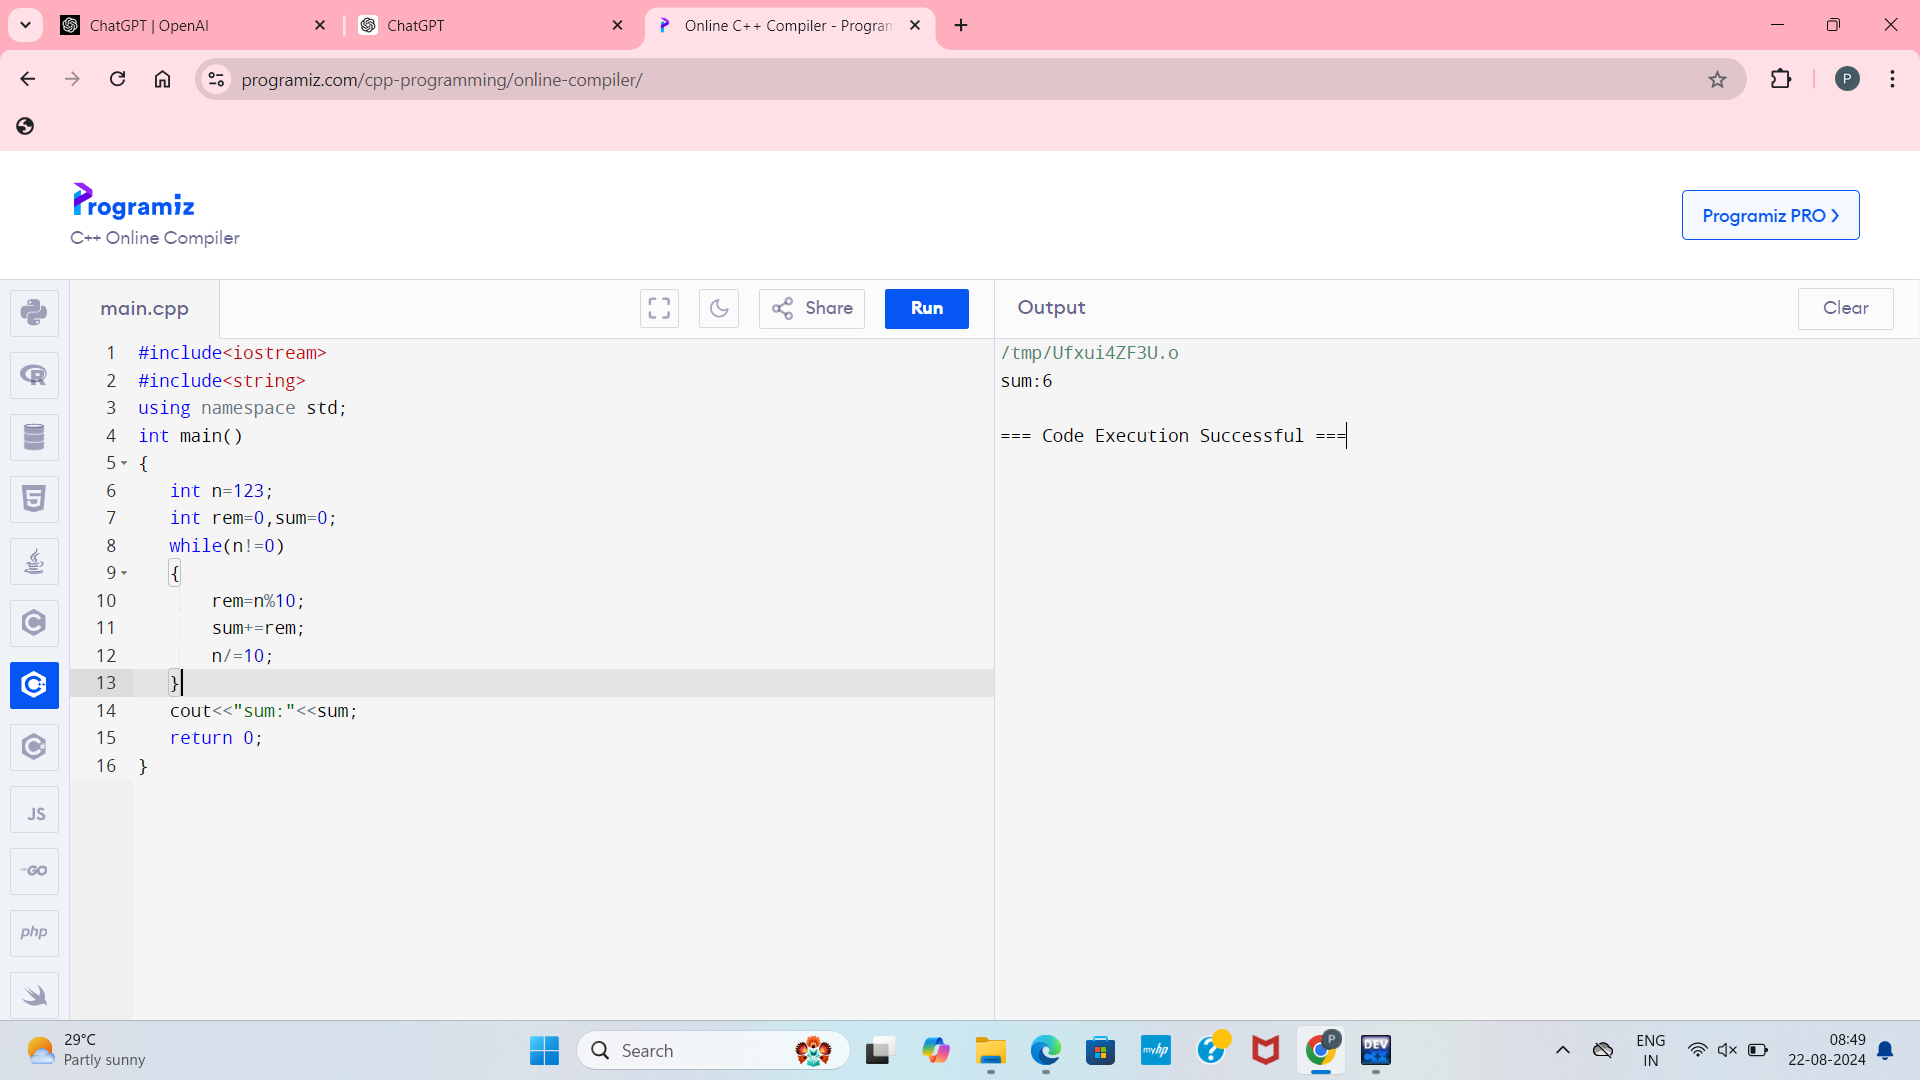 ChatGPT | OpenAI
ChatGPT
Online C++ Compiler - Program
programiz.com/cpp-programming/online-compiler/
P
Programiz
C++ Online Compiler
Programiz PRO >
main.cpp
Share
Run
Output
Clear
1 #include<iostream>
2 #include<string>
3 using namespace std;
4 int main()
5 {
6 int n=123;
7 int rem=0,sum=0;
8 while(n!=0)
9 {
10 rem=n%10;
11 sum+=rem;
12 n/=10;
13 }
14 cout<<"sum:"<<sum;
15 return 0;
16 }
/tmp/Ufxui4ZF3U.o
sum:6
=== Code Execution Successful ===
R
5
C
C++
C#
JS
GO
php
29°C
Partly sunny
Search
myhp
P
DEV
C++
ENG
IN
08:49
22-08-2024